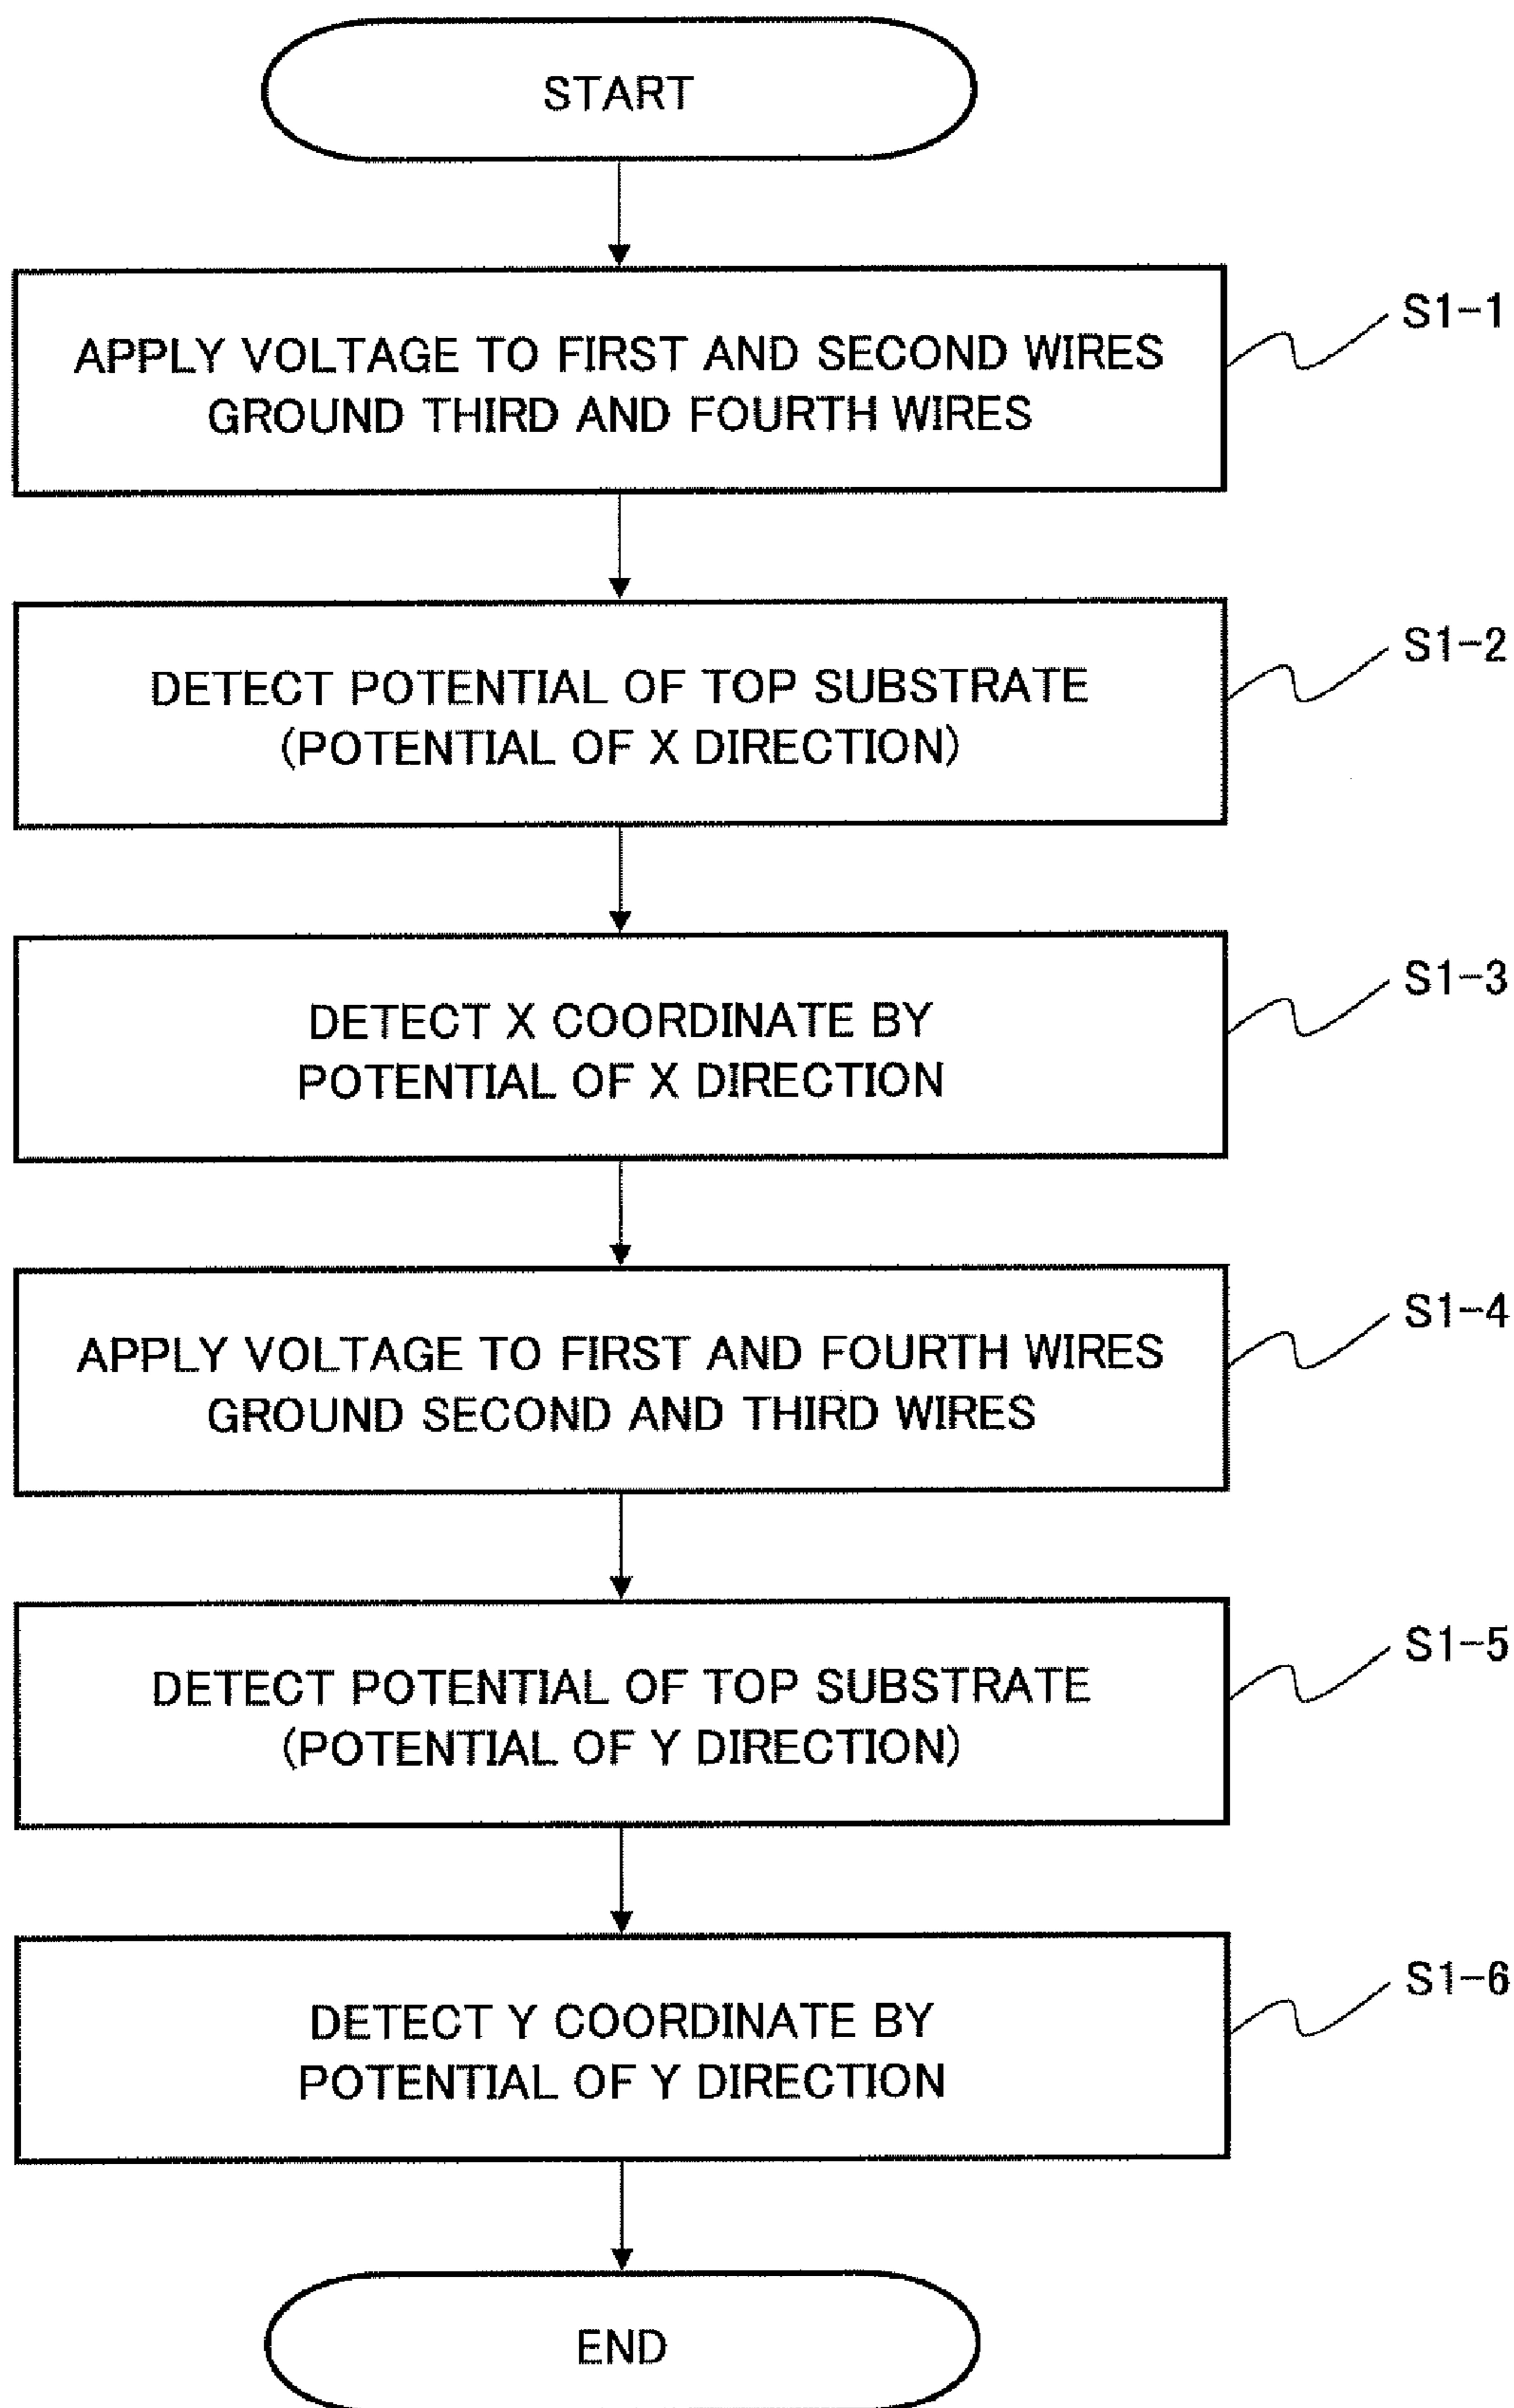 START
APPLY VOLTAGE TO FIRST AND SECOND WIRES
GROUND THIRD AND FOURTH WIRES
S1-1
DETECT POTENTIAL OF TOP SUBSTRATE
(POTENTIAL OF X DIRECTION)
S1-2
DETECT X COORDINATE BY
POTENTIAL OF X DIRECTION
S1-3
APPLY VOLTAGE TO FIRST AND FOURTH WIRES
GROUND SECOND AND THIRD WIRES
S1-4
DETECT POTENTIAL OF TOP SUBSTRATE
(POTENTIAL OF Y DIRECTION)
S1-5
DETECT Y COORDINATE BY
POTENTIAL OF Y DIRECTION
S1-6
END